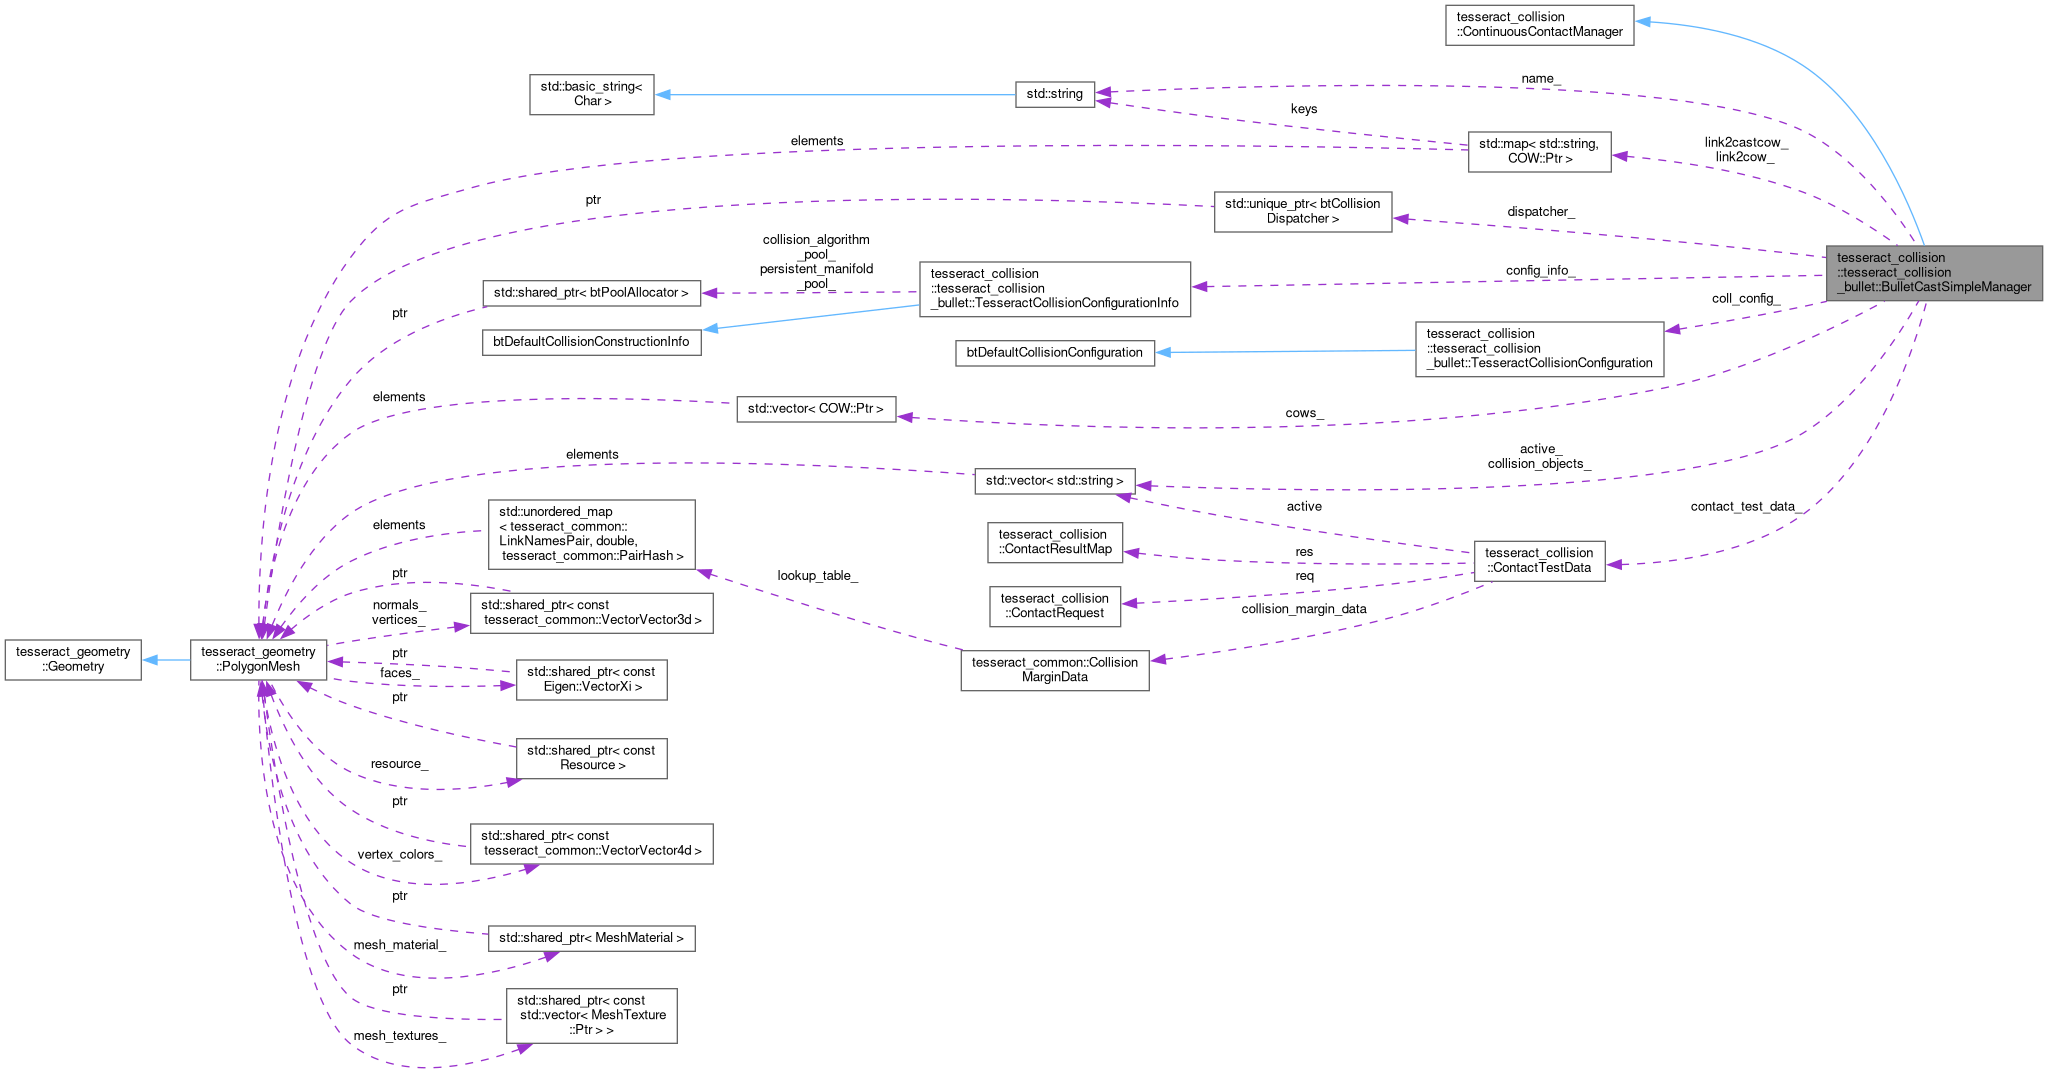 tesseract_collision
::ContinuousContactManager
std::basic_string<
Char >
std::string
name_
keys
elements
std::map< std::string,
COW::Ptr >
link2castcow_
link2cow_
ptr
std::unique_ptr< btCollision
Dispatcher >
dispatcher_
collision_algorithm
_pool_
persistent_manifold
_pool_
tesseract_collision
::tesseract_collision
_bullet::TesseractCollisionConfigurationInfo
config_info_
tesseract_collision
::tesseract_collision
_bullet::BulletCastSimpleManager
std::shared_ptr< btPoolAllocator >
ptr
btDefaultCollisionConstructionInfo
coll_config_
btDefaultCollisionConfiguration
tesseract_collision
::tesseract_collision
_bullet::TesseractCollisionConfiguration
elements
std::vector< COW::Ptr >
cows_
elements
std::vector< std::string >
active_
collision_objects_
std::unordered_map
< tesseract_common::
LinkNamesPair, double,
tesseract_common::PairHash >
elements
active
contact_test_data_
tesseract_collision
::ContactResultMap
res
tesseract_collision
::ContactTestData
ptr
lookup_table_
req
tesseract_collision
::ContactRequest
collision_margin_data
normals_
vertices_
std::shared_ptr< const
tesseract_common::VectorVector3d >
tesseract_geometry
::Geometry
tesseract_geometry
::PolygonMesh
ptr
faces_
std::shared_ptr< const
Eigen::VectorXi >
tesseract_common::Collision
MarginData
ptr
std::shared_ptr< const
Resource >
resource_
ptr
std::shared_ptr< const
tesseract_common::VectorVector4d >
vertex_colors_
ptr
std::shared_ptr< MeshMaterial >
mesh_material_
ptr
std::shared_ptr< const
std::vector< MeshTexture
::Ptr > >
mesh_textures_